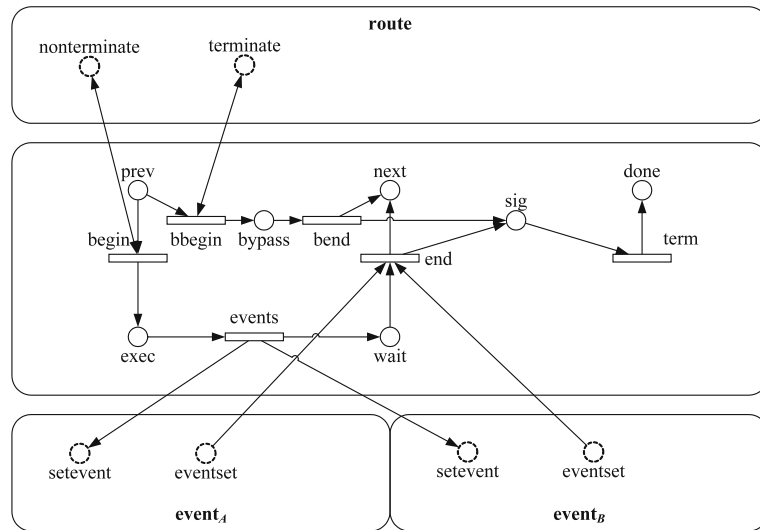 route
nonterminate
terminate
prev
next
done
sig
begin
bbegin
bypass
bend
end
term
events
exec
wait
setevent
eventset
setevent
eventset
event_A
event_B